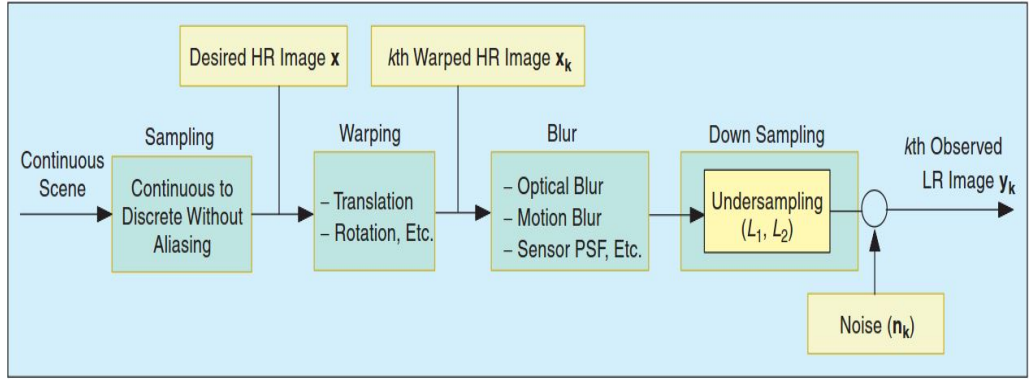 Desired HR Image x
kth Warped HR Image xk
Sampling
Warping
Blur
Down Sampling
Continuous
Scene
Continuous to
Discrete Without
Aliasing
– Translation
– Rotation, Etc.
– Optical Blur
– Motion Blur
– Sensor PSF, Etc.
Undersampling
(L1, L2)
kth Observed
LR Image yk
Noise (nk)